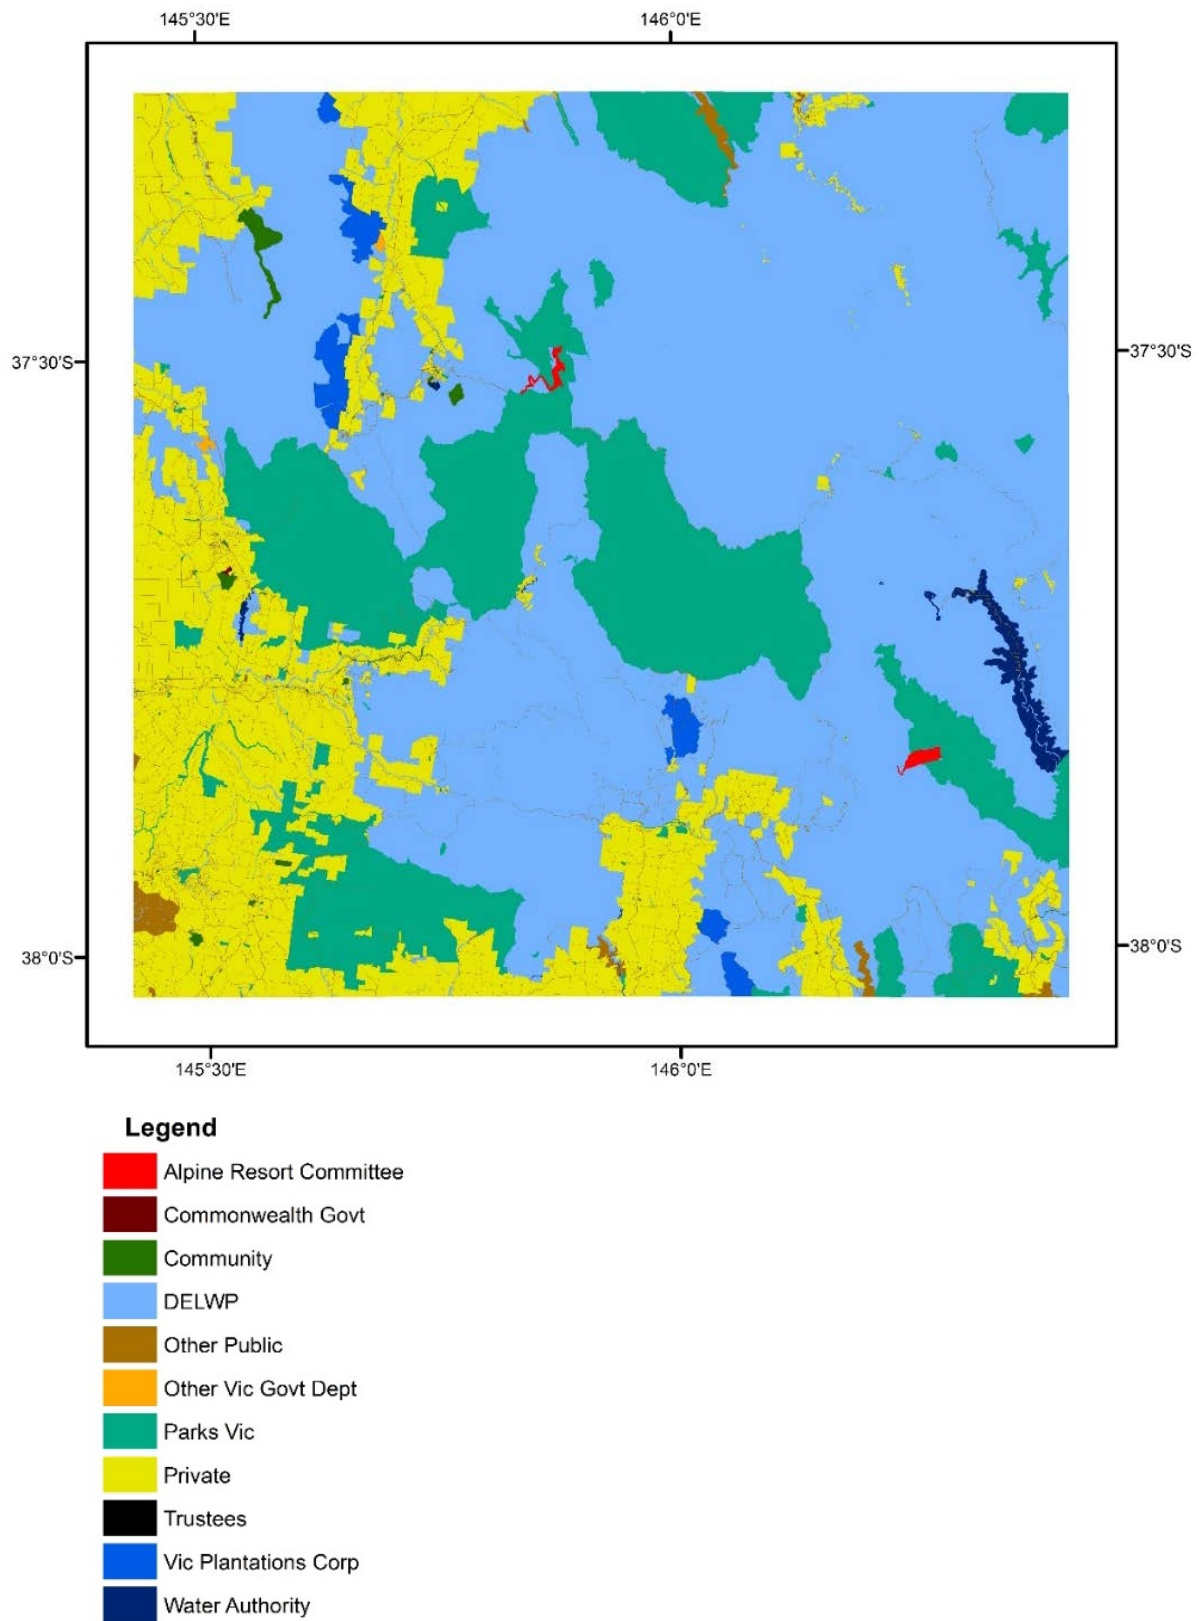 145°30'E 146°0'E
37°30'S 37°30'S
38°0'S 38°0'S
145°30'E 146°0'E
Legend
Alpine Resort Committee
Commonwealth Govt
Community
DELWP
Other Public
Other Vic Govt Dept
Parks Vic
Private
Trustees
Vic Plantations Corp
Water Authority